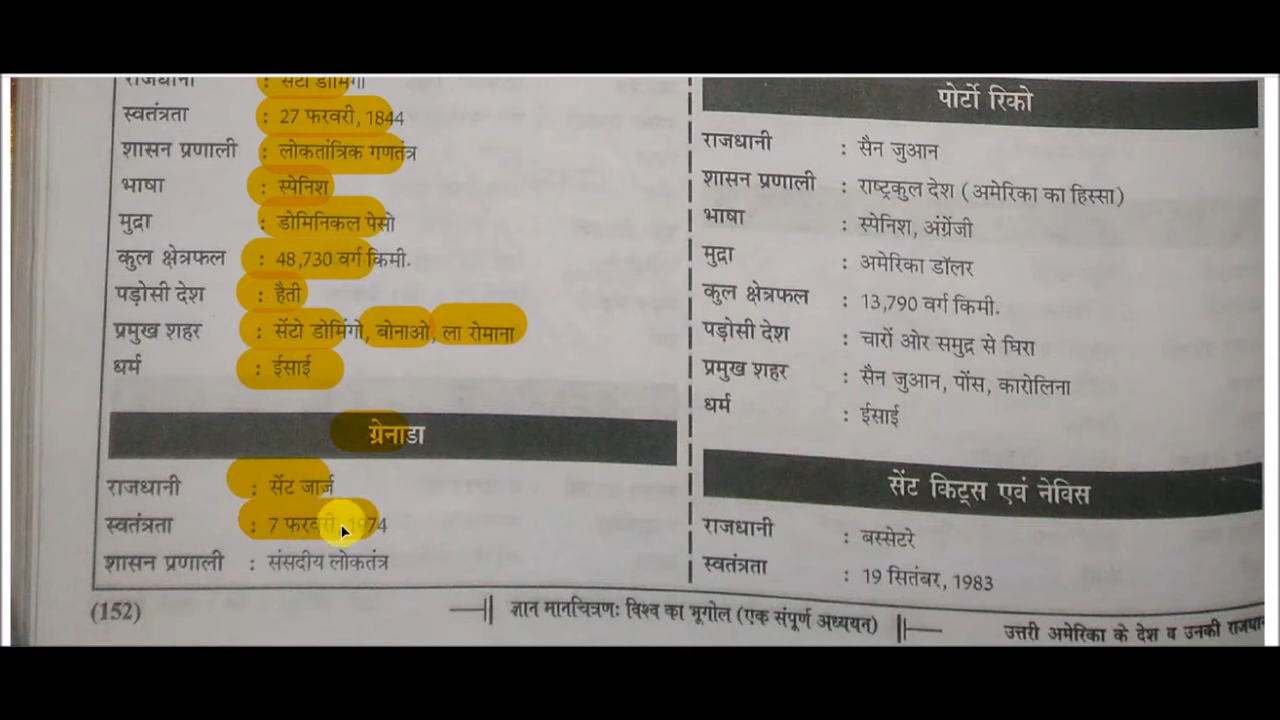 राजधानी : सेंटो डोमिंगो
स्वतंत्रता : 27 फरवरी, 1844
शासन प्रणाली : लोकतांत्रिक गणतंत्र
भाषा : स्पेनिश
मुद्रा : डोमिनिकल पेसो
कुल क्षेत्रफल : 48,730 वर्ग किमी.
पड़ोसी देश : हैती
प्रमुख शहर : सेंटो डोमिंगो, बोनाओ, ला रोमाना
धर्म : ईसाई
ग्रेनाडा
राजधानी : सेंट जार्ज
स्वतंत्रता : 7 फरवरी, 1974
शासन प्रणाली : संसदीय लोकतंत्र
पोर्टो रिको
राजधानी : सैन जुआन
शासन प्रणाली : राष्ट्रकुल देश (अमेरिका का हिस्सा)
भाषा : स्पेनिश, अंग्रेंजी
मुद्रा : अमेरिका डॉलर
कुल क्षेत्रफल : 13,790 वर्ग किमी.
पड़ोसी देश : चारों ओर समुद्र से घिरा
प्रमुख शहर : सैन जुआन, पोंस, कारोलिना
धर्म : ईसाई
सेंट किट्स एवं नेविस
राजधानी : बस्सेटरे
स्वतंत्रता : 19 सितंबर, 1983
(152) ज्ञान मानचित्रणः विश्व का भूगोल (एक संपूर्ण अध्ययन) उत्तरी अमेरिका के देश व उनकी